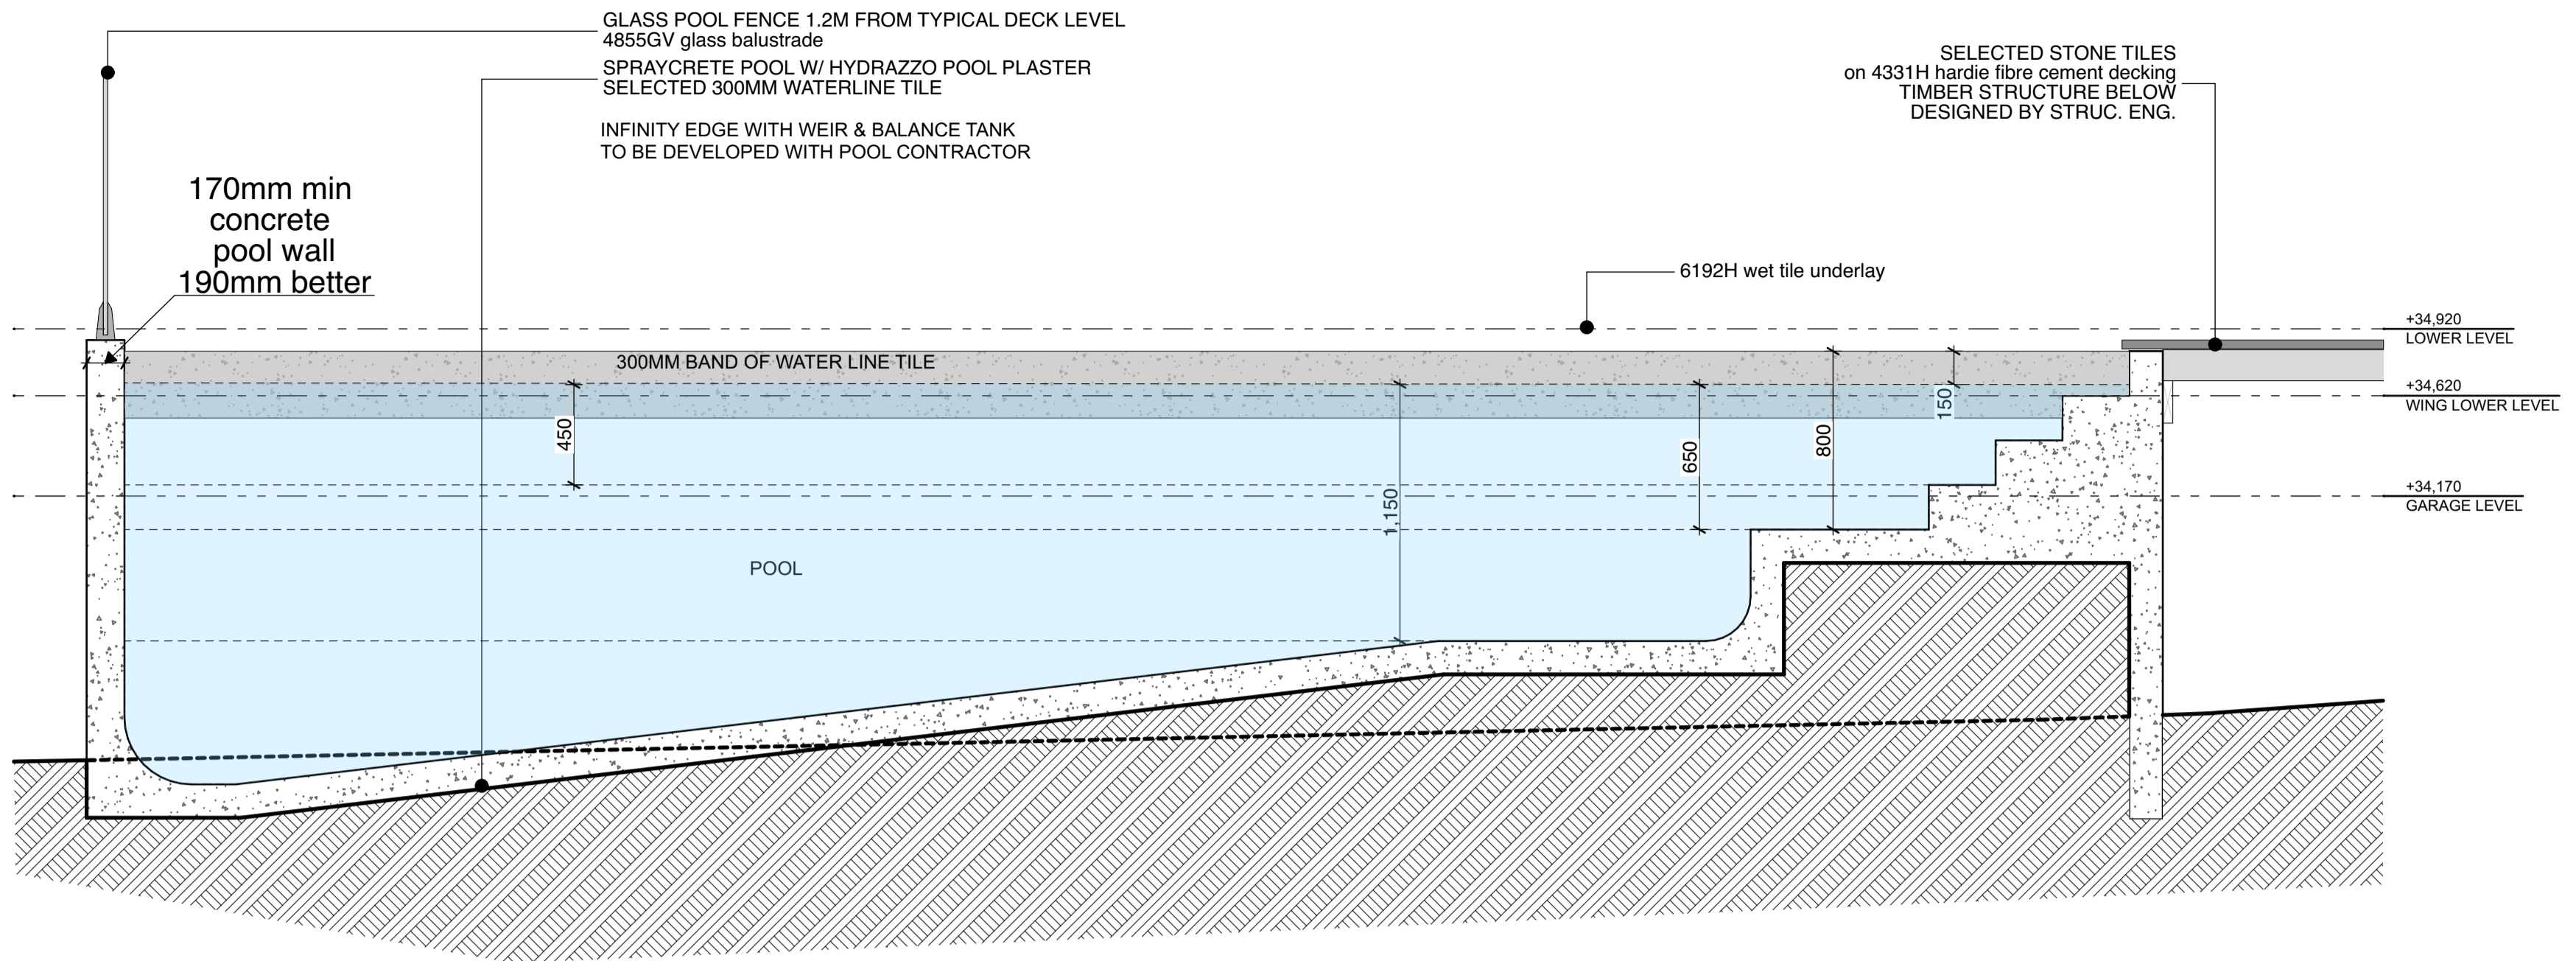 GLASS POOL FENCE 1.2M FROM TYPICAL DECK LEVEL
4855GV glass balustrade
SPRAYCRETE POOL W/ HYDRAZZO POOL PLASTER
SELECTED 300MM WATERLINE TILE
INFINITY EDGE WITH WEIR & BALANCE TANK
TO BE DEVELOPED WITH POOL CONTRACTOR
SELECTED STONE TILES
on 4331H hardie fibre cement decking
TIMBER STRUCTURE BELOW
DESIGNED BY STRUC. ENG.
170mm min
concrete
pool wall
190mm better
6192H wet tile underlay
+34,920
LOWER LEVEL
300MM BAND OF WATER LINE TILE
+34,620
WING LOWER LEVEL
150
450
650
800
1,150
+34,170
GARAGE LEVEL
POOL